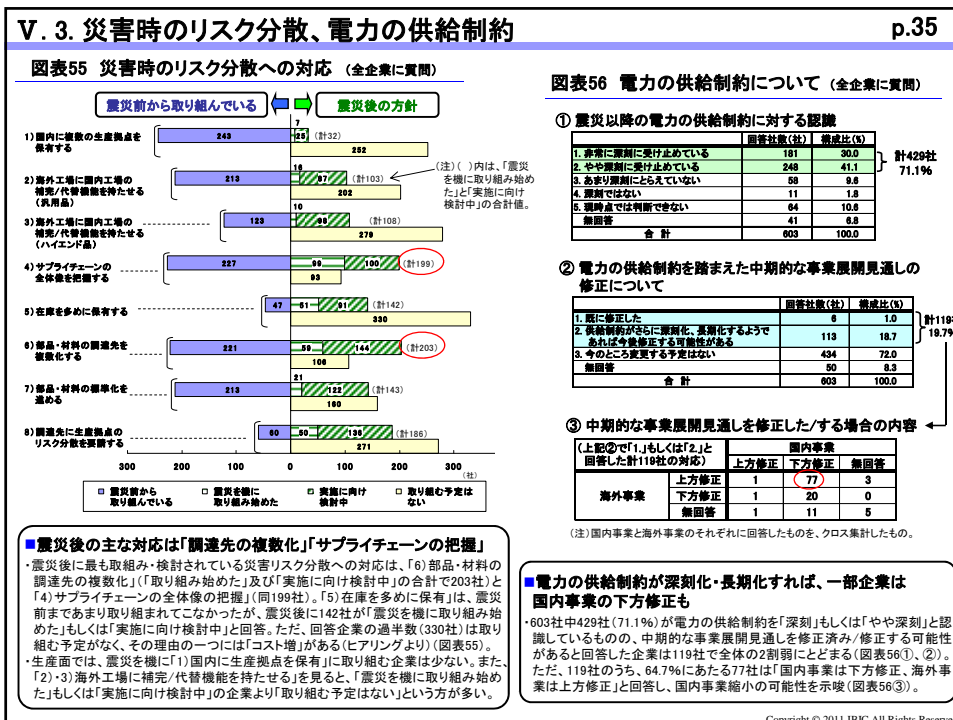 Ⅴ．3．災害時のリスク分散、電力の供給制約
p.35
図表55 災害時のリスク分散への対応 （全企業に質問）
震災前から取り組んでいる
震災後の方針
1）国内に複数の生産拠点を
保有する
243
7
25
（計32）
252
2）海外工場に国内工場の
補完/代替機能を持たせる
（汎用品）
213
16
87
（計103）
202
（注）（ ）内は、「震災
を機に取り組み始め
た」と「実施に向け
検討中」の合計値。
3）海外工場に国内工場の
補完/代替機能を持たせる
（ハイエンド品）
123
10
98
（計108）
279
4）サプライチェーンの
全体像を把握する
227
99
100
（計199）
93
5）在庫を多めに保有する
47
51
91
（計142）
330
6）部品・材料の調達先を
複数化する
221
59
144
（計203）
106
7）部品・材料の標準化を
進める
213
21
122
（計143）
160
8）調達先に生産拠点の
リスク分散を要請する
60
50
136
（計186）
271
300 200 100 0 100 200 300
（社）
震災前から
取り組んでいる
震災を機に
取り組み始めた
実施に向け
検討中
取り組む予定は
ない
■震災後の主な対応は「調達先の複数化」「サプライチェーンの把握」
・震災後に最も取組み・検討されている災害リスク分散への対応は、「6）部品・材料の
調達先の複数化」（「取り組み始めた」及び「実施に向け検討中」の合計で203社）と
「4）サプライチェーンの全体像の把握」（同199社）。「5）在庫を多めに保有」は、震災
前まであまり取り組まれてこなかったが、震災後に142社が「震災を機に取り組み始
めた」もしくは「実施に向け検討中」と回答。ただ、回答企業の過半数（330社）は取り
組む予定がなく、その理由の一つには「コスト増」がある（ヒアリングより）（図表55）。
・生産面では、震災を機に「1）国内に生産拠点を保有」に取り組む企業は少ない。また、
「2）・3）海外工場に補完/代替機能を持たせる」を見ると、「震災を機に取り組み始め
た」もしくは「実施に向け検討中」の企業より「取り組む予定はない」という方が多い。
図表56 電力の供給制約について （全企業に質問）
① 震災以降の電力の供給制約に対する認識
回答社数（社） 構成比（%）
1. 非常に深刻に受け止めている 181 30.0
2. やや深刻に受け止めている 248 41.1
3. あまり深刻にとらえていない 58 9.6
4. 深刻ではない 11 1.8
5. 現時点では判断できない 64 10.6
無回答 41 6.8
合 計 603 100.0
計429社
71.1%
② 電力の供給制約を踏まえた中期的な事業展開見通しの
修正について
回答社数（社） 構成比（%）
1. 既に修正した 6 1.0
2. 供給制約がさらに深刻化、長期化するようで
あれば今後修正する可能性がある 113 18.7
3. 今のところ変更する予定はない 434 72.0
無回答 50 8.3
合 計 603 100.0
計119社
19.7%
③ 中期的な事業展開見通しを修正した/する場合の内容
（上記②で「1.」もしくは「2.」と
回答した計119社の対応）
国内事業
上方修正 下方修正 無回答
海外事業
上方修正 1 77 3
下方修正 1 20 0
無回答 1 11 5
（注）国内事業と海外事業のそれぞれに回答したものを、クロス集計したもの。
■電力の供給制約が深刻化・長期化すれば、一部企業は
国内事業の下方修正も
・603社中429社（71.1%）が電力の供給制約を「深刻」もしくは「やや深刻」と認
識しているものの、中期的な事業展開見通しを修正済み/修正する可能性
があると回答した企業は119社で全体の2割弱にとどまる（図表56①、②）。
ただ、119社のうち、64.7%にあたる77社は「国内事業は下方修正、海外事
業は上方修正」と回答し、国内事業縮小の可能性を示唆（図表56③）。
Copyright © 2011 JBIC All Rights Reserve